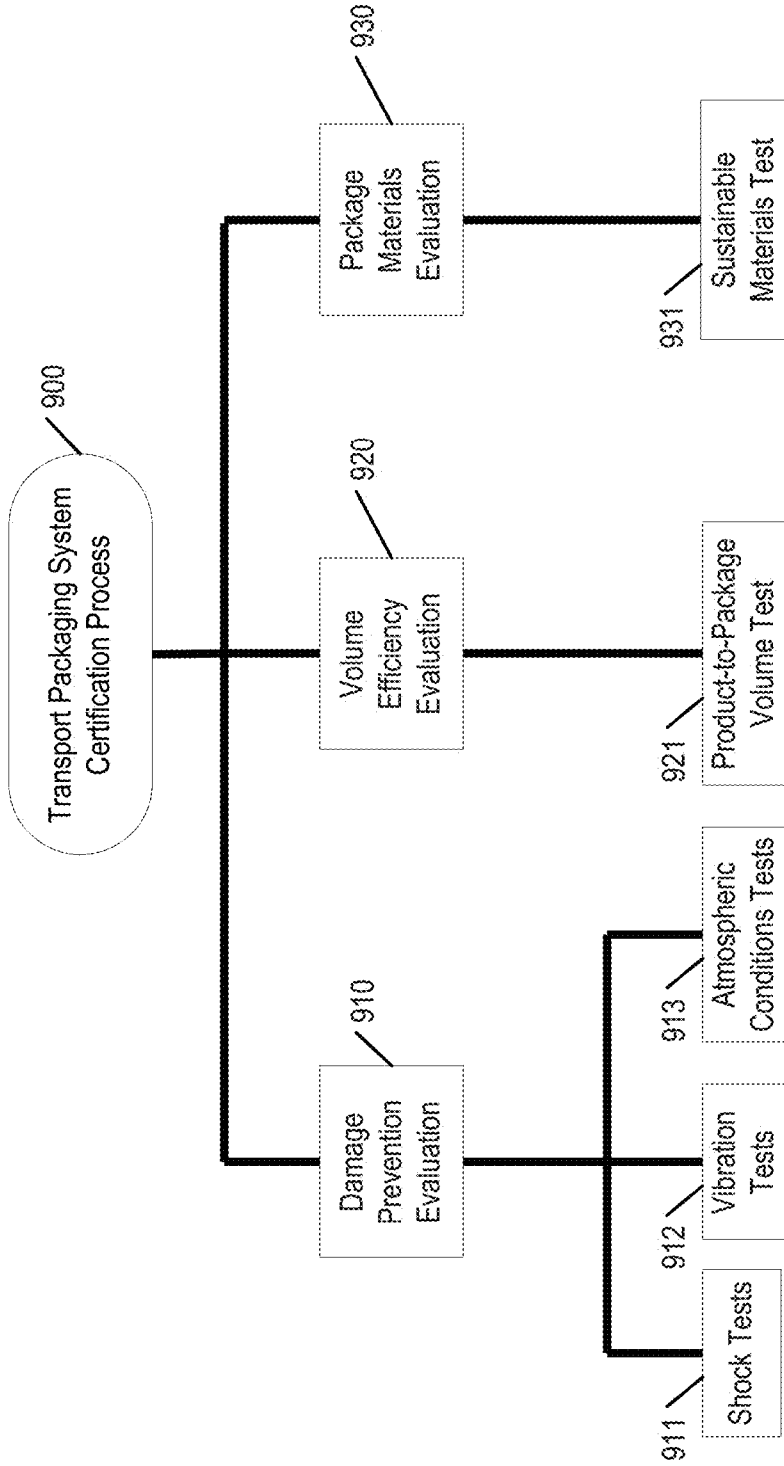 900
Transport Packaging System
Certification Process
910
Damage
Prevention
Evaluation
920
Volume
Efficiency
Evaluation
930
Package
Materials
Evaluation
911
Shock Tests
912
Vibration
Tests
913
Atmospheric
Conditions Tests
921
Product-to-Package
Volume Test
931
Sustainable
Materials Test